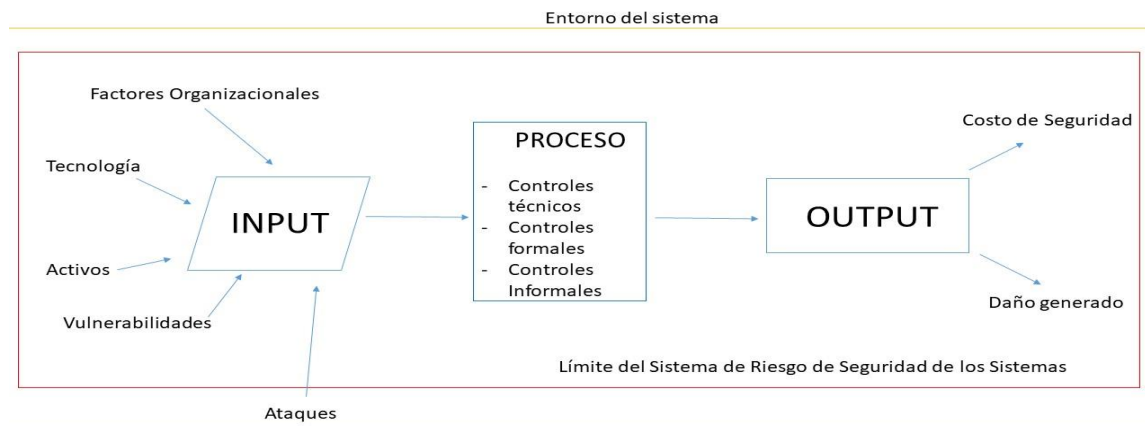 Entorno del sistema
Factores Organizacionales
Tecnología
Activos
Vulnerabilidades
Ataques
INPUT
PROCESO
- Controles
técnicos
- Controles
formales
- Controles
Informales
OUTPUT
Costo de Seguridad
Daño generado
Límite del Sistema de Riesgo de Seguridad de los Sistemas